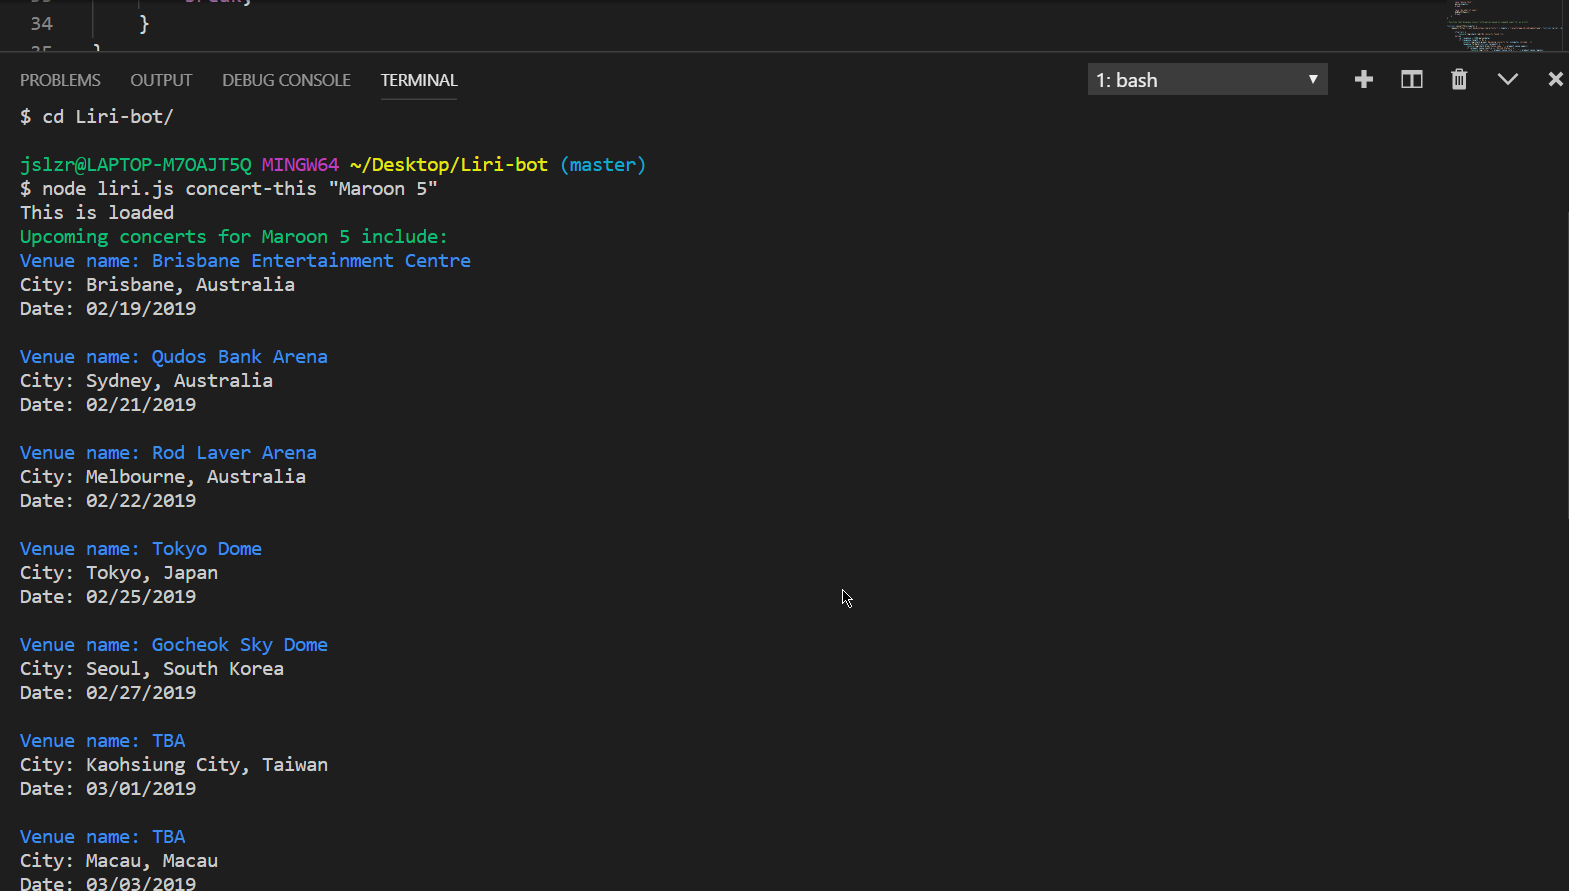 34 }
PROBLEMS OUTPUT DEBUG CONSOLE TERMINAL 1: bash
$ cd Liri-bot/
jslzr@LAPTOP-M7OAJT5Q MINGW64 ~/Desktop/Liri-bot (master)
$ node liri.js concert-this "Maroon 5"
This is loaded
Upcoming concerts for Maroon 5 include:
Venue name: Brisbane Entertainment Centre
City: Brisbane, Australia
Date: 02/19/2019
Venue name: Qudos Bank Arena
City: Sydney, Australia
Date: 02/21/2019
Venue name: Rod Laver Arena
City: Melbourne, Australia
Date: 02/22/2019
Venue name: Tokyo Dome
City: Tokyo, Japan
Date: 02/25/2019
Venue name: Gocheok Sky Dome
City: Seoul, South Korea
Date: 02/27/2019
Venue name: TBA
City: Kaohsiung City, Taiwan
Date: 03/01/2019
Venue name: TBA
City: Macau, Macau
Date: 03/03/2019